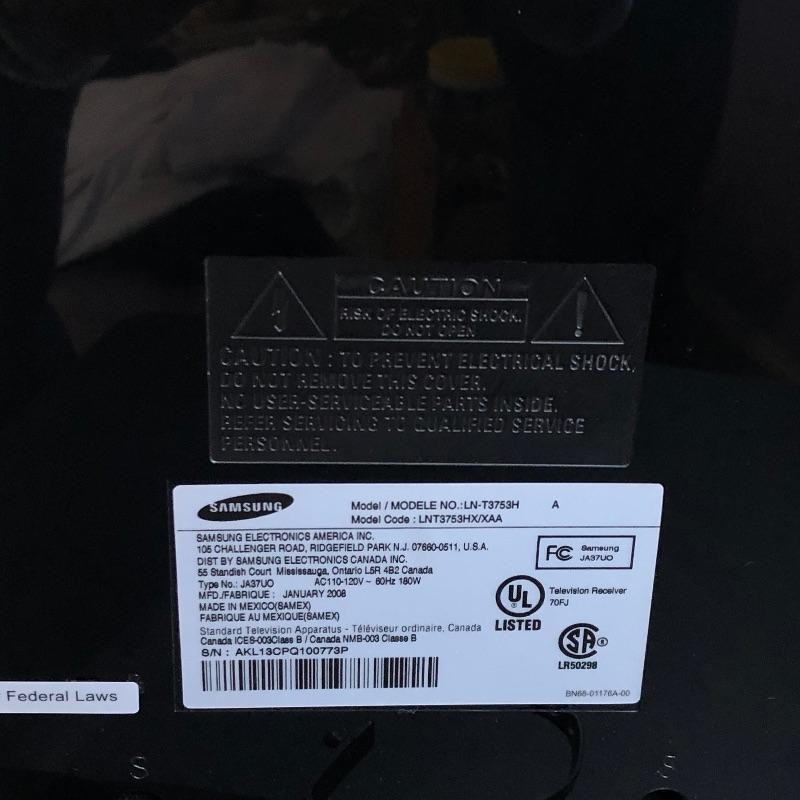 CAUTION
RISK OF ELECTRIC SHOCK.
DO NOT OPEN
CAUTION : TO PREVENT ELECTRICAL SHOCK,
DO NOT REMOVE THIS COVER.
NO USER-SERVICEABLE PARTS INSIDE.
REFER SERVICING TO QUALIFIED SERVICE
PERSONNEL.
SAMSUNG
Model / MODELE NO.:LN-T3753H A
Model Code : LNT3753HX/XAA
SAMSUNG ELECTRONICS AMERICA INC.
105 CHALLENGER ROAD, RIDGEFIELD PARK N.J. 07660-0511, U.S.A.
DIST BY SAMSUNG ELECTRONICS CANADA INC.
55 Standish Court Mississauga, Ontario L5R 4B2 Canada
Type No.: JA37UO AC110-120V~ 60Hz 180W
MFD./FABRIQUE : JANUARY 2008
MADE IN MEXICO(SAMEX)
FABRIQUE AU MEXIQUE(SAMEX)
Standard Television Apparatus - Téléviseur ordinaire, Canada
Canada ICES-003Class B / Canada NMB-003 Classe B
S/N : AKL13CPQ100773P
FC Samsung
JA37UO
UL Television Receiver
70FJ
LISTED
SA
LR50298
BN68-01176A-00
Federal Laws
S S